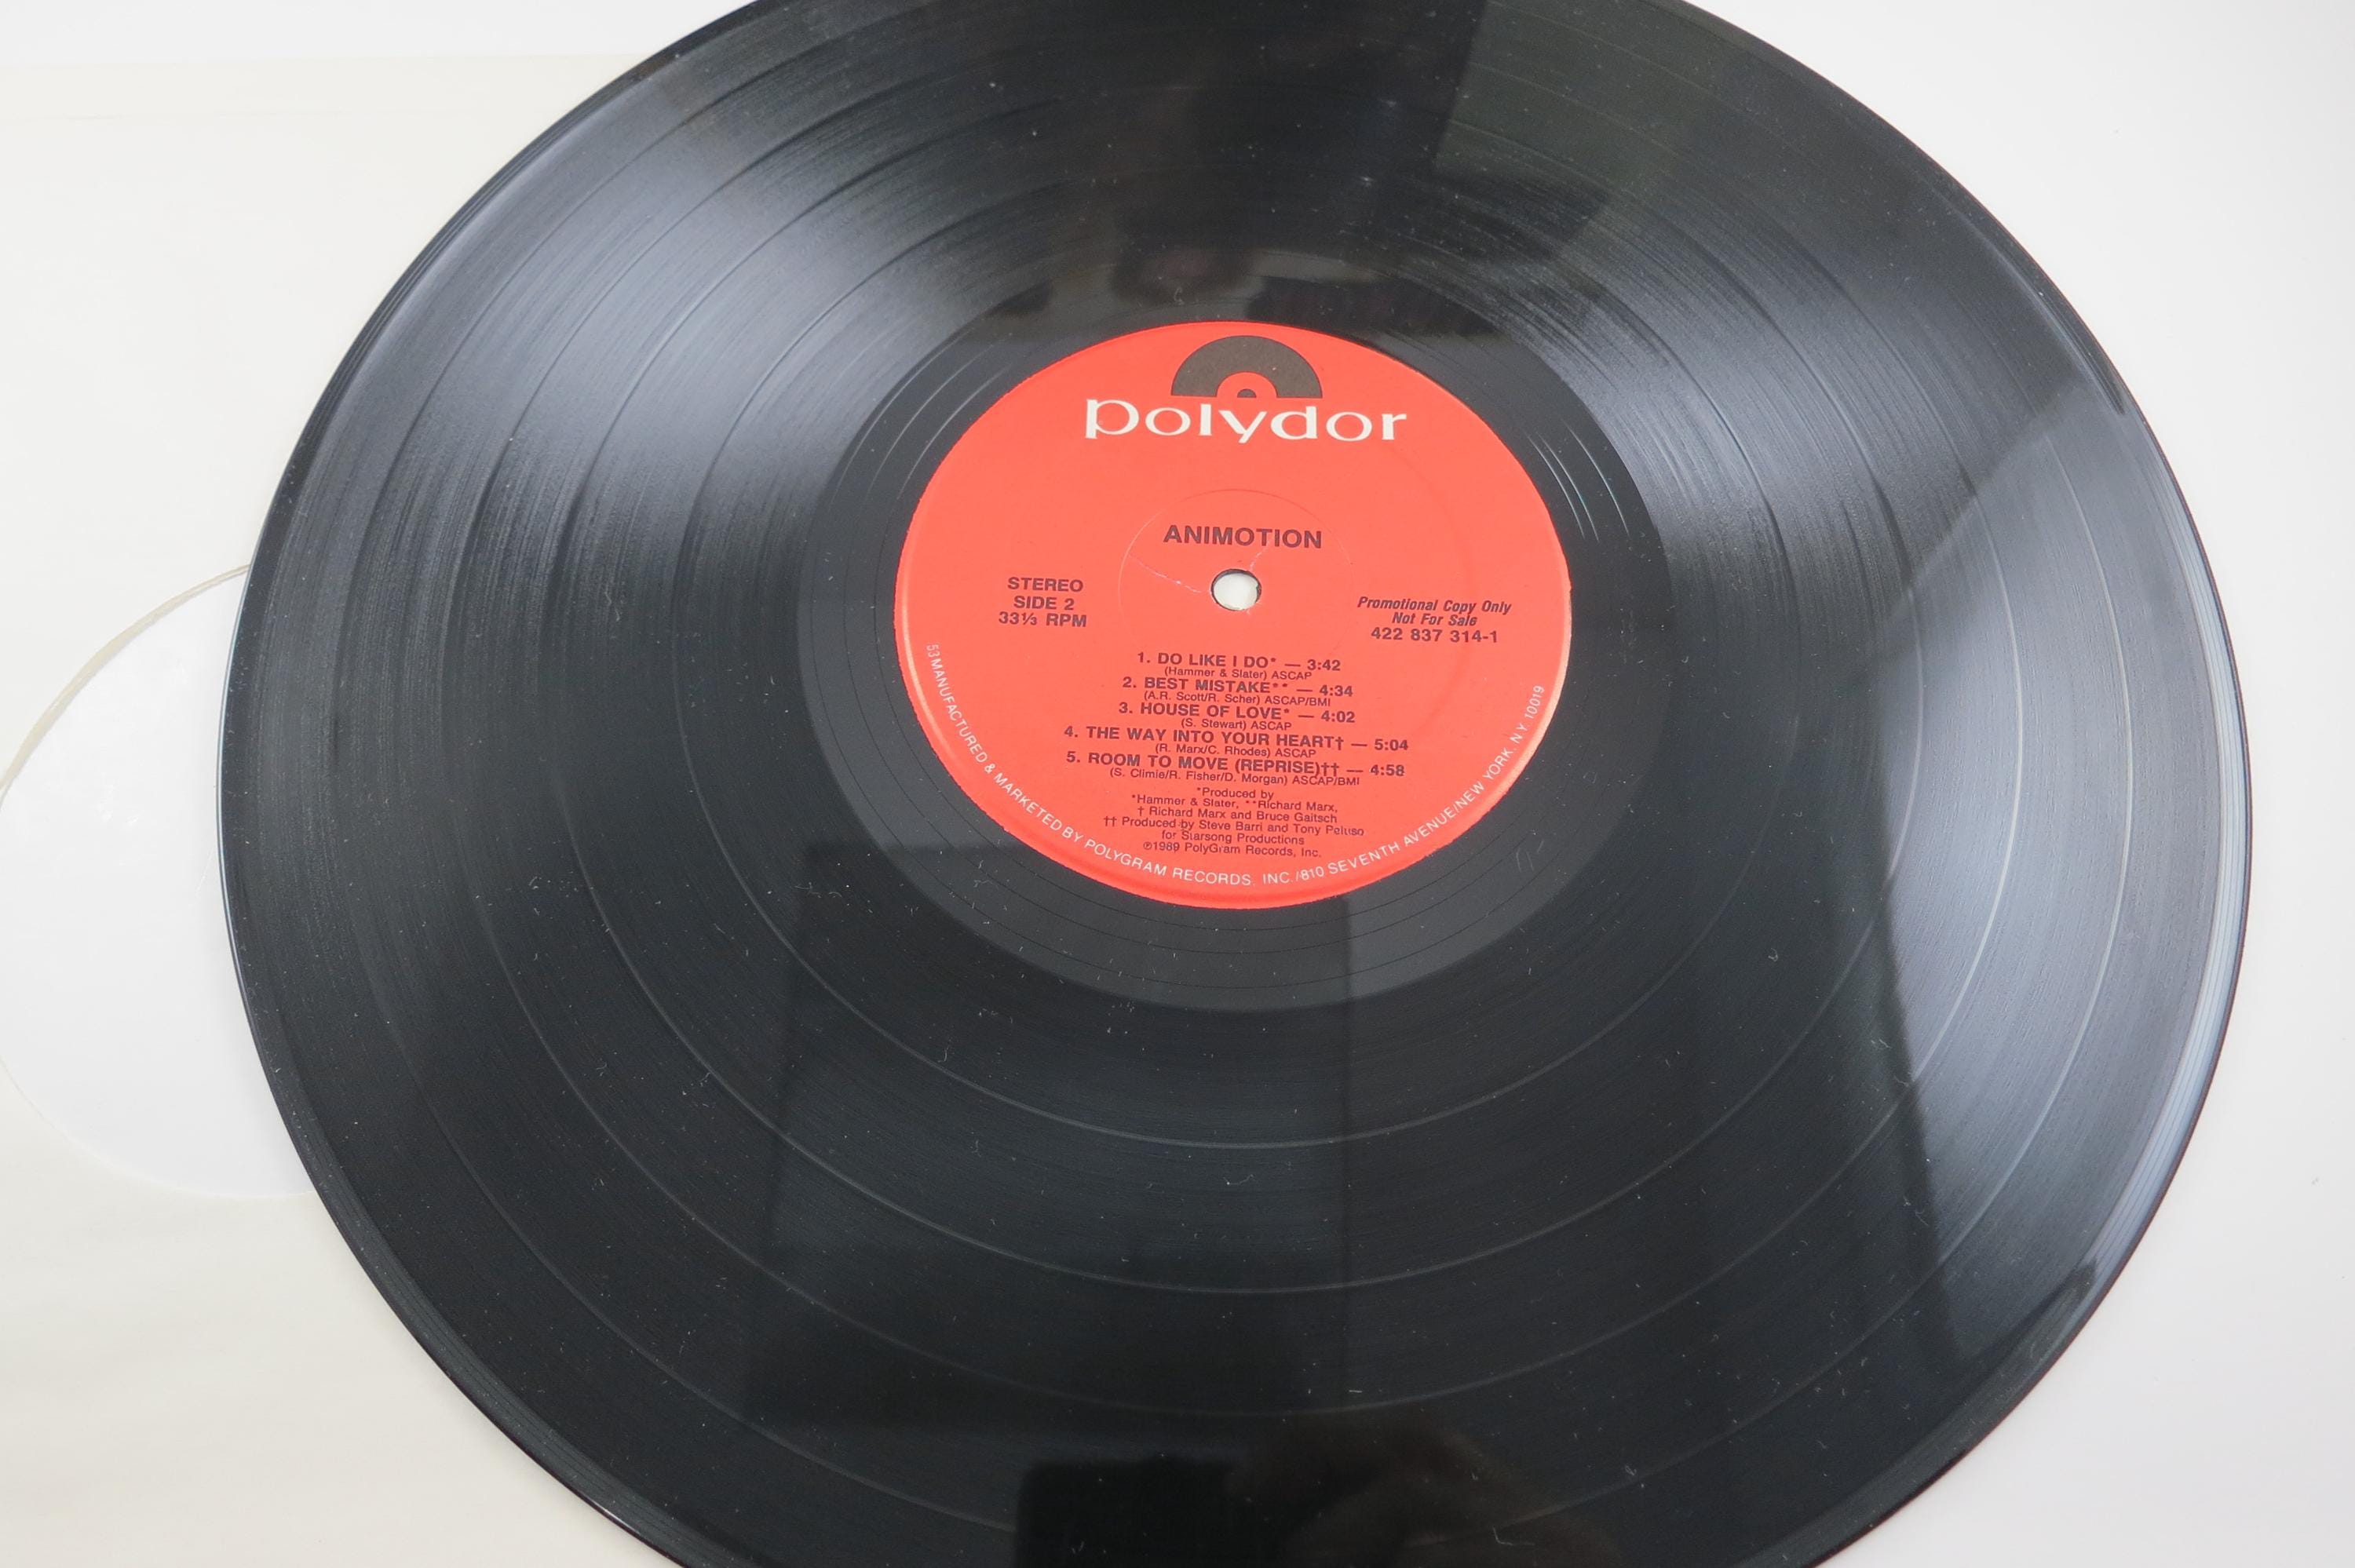 polydor
ANIMOTION
STEREO
SIDE 2
33⅓ RPM
Promotional Copy Only
Not For Sale
422 837 314-1
1. DO LIKE I DO* — 3:42
(Hammer & Slater) ASCAP
2. BEST MISTAKE** — 4:34
(A.R. Scott/R. Scher) ASCAP/BMI
3. HOUSE OF LOVE* — 4:02
(S. Stewart) ASCAP
4. THE WAY INTO YOUR HEART† — 5:04
(R. Marx/C. Rhodes) ASCAP
5. ROOM TO MOVE (REPRISE)†† — 4:58
(S. Climie/R. Fisher/D. Morgan) ASCAP/BMI
*Produced by
*Hammer & Slater, **Richard Marx,
† Richard Marx and Bruce Gaitsch
†† Produced by Steve Barri and Tony Peluso
for Starsong Productions
℗1989 PolyGram Records, Inc.
53 MANUFACTURED & MARKETED BY POLYGRAM RECORDS, INC./810 SEVENTH AVENUE/NEW YORK, N.Y. 10019